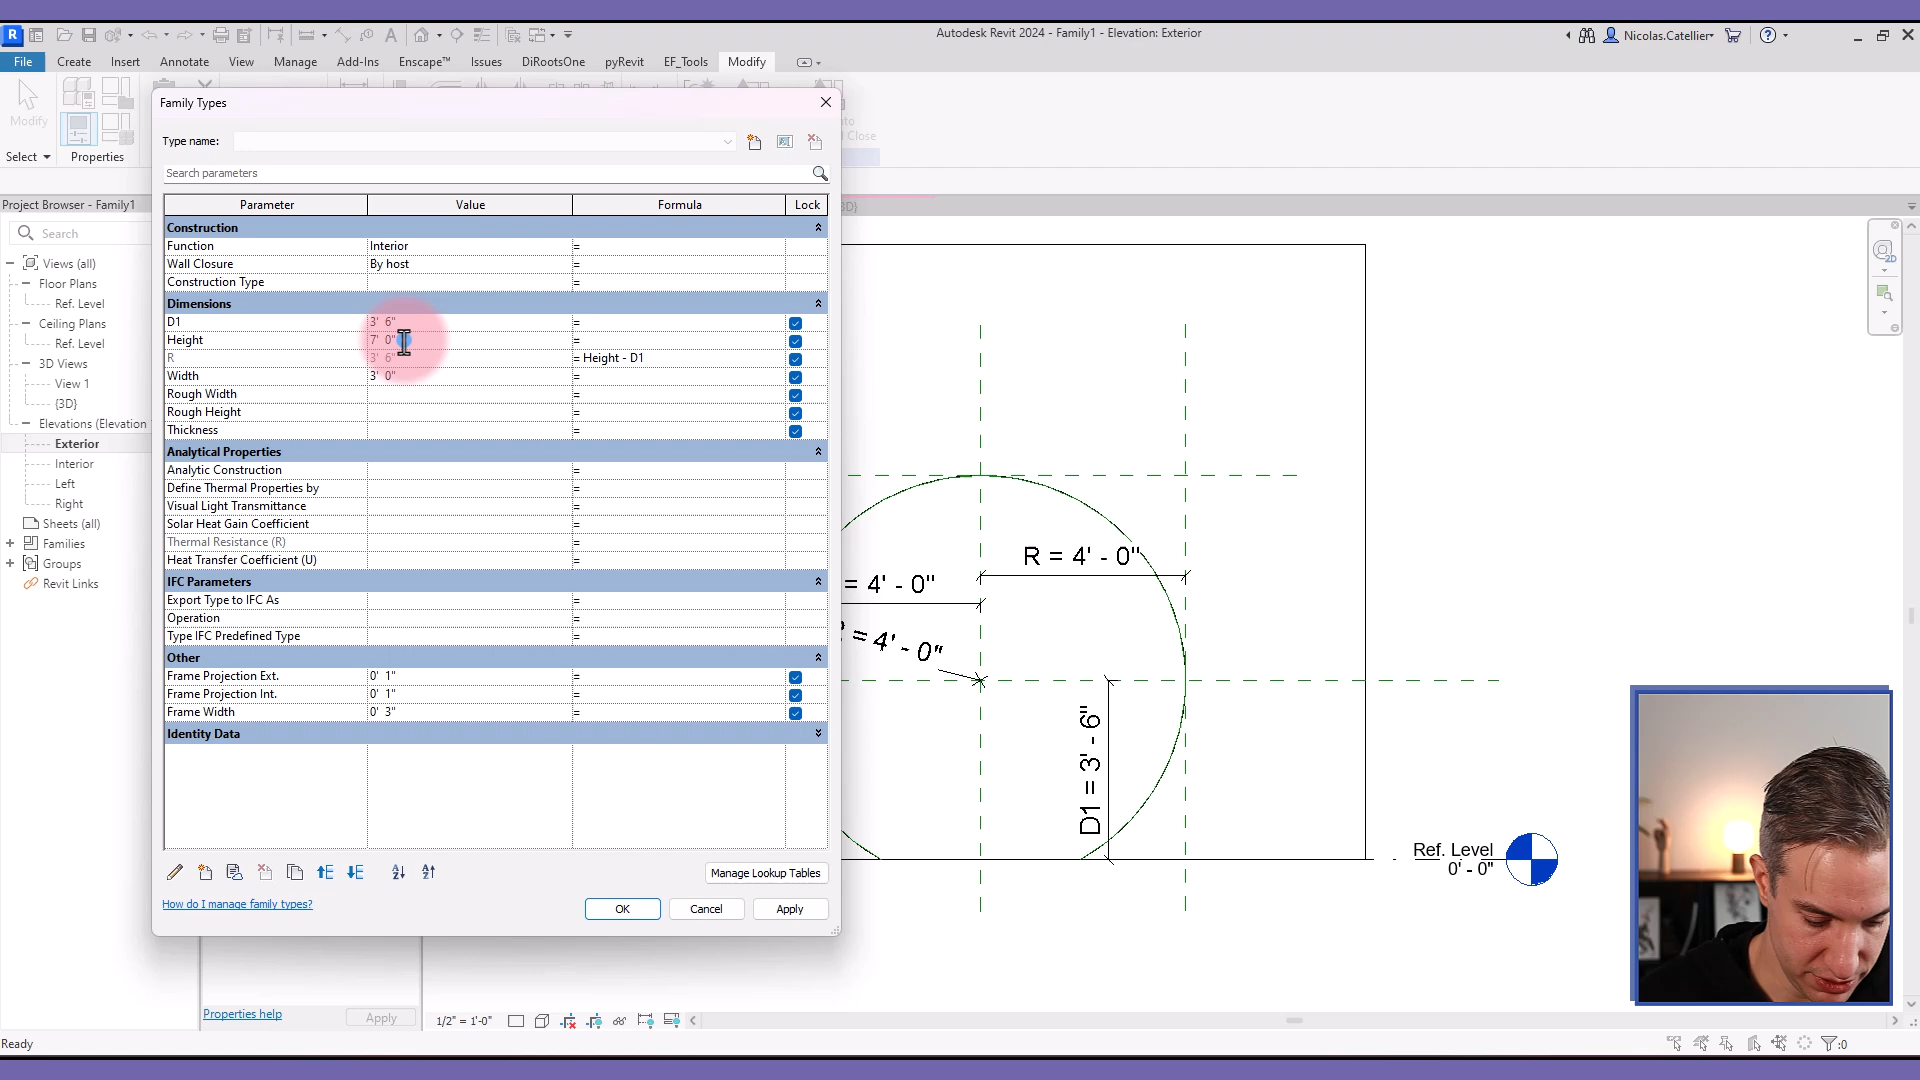 R
Autodesk Revit 2024 - Family1 - Elevation: Exterior
Nicolas.Catellier
File
Create
Insert
Annotate
View
Manage
Add-Ins
Enscape™
Issues
DiRootsOne
pyRevit
EF_Tools
Modify
Modify
Select
Properties
Close
Project Browser - Family1
Search
Views (all)
Floor Plans
Ref. Level
Ceiling Plans
Ref. Level
3D Views
View 1
{3D}
Elevations (Elevation
Exterior
Interior
Left
Right
Sheets (all)
Families
Groups
Revit Links
Family Types
Type name:
Search parameters
Parameter Value Formula Lock
Construction
Function Interior =
Wall Closure By host =
Construction Type =
Dimensions
D1 3' 6" =
Height 7' 0" =
R 3' 6" = Height - D1
Width 3' 0" =
Rough Width =
Rough Height =
Thickness =
Analytical Properties
Analytic Construction =
Define Thermal Properties by =
Visual Light Transmittance =
Solar Heat Gain Coefficient =
Thermal Resistance (R) =
Heat Transfer Coefficient (U) =
IFC Parameters
Export Type to IFC As =
Operation =
Type IFC Predefined Type =
Other
Frame Projection Ext. 0' 1" =
Frame Projection Int. 0' 1" =
Frame Width 0' 3" =
Identity Data
Manage Lookup Tables
How do I manage family types?
OK
Cancel
Apply
3D}
2D
R = 4' - 0"
= 4' - 0"
= 4' - 0"
D1 = 3' - 6"
Ref. Level
0' - 0"
Properties help
Apply
1/2" = 1'-0"
Ready
:0